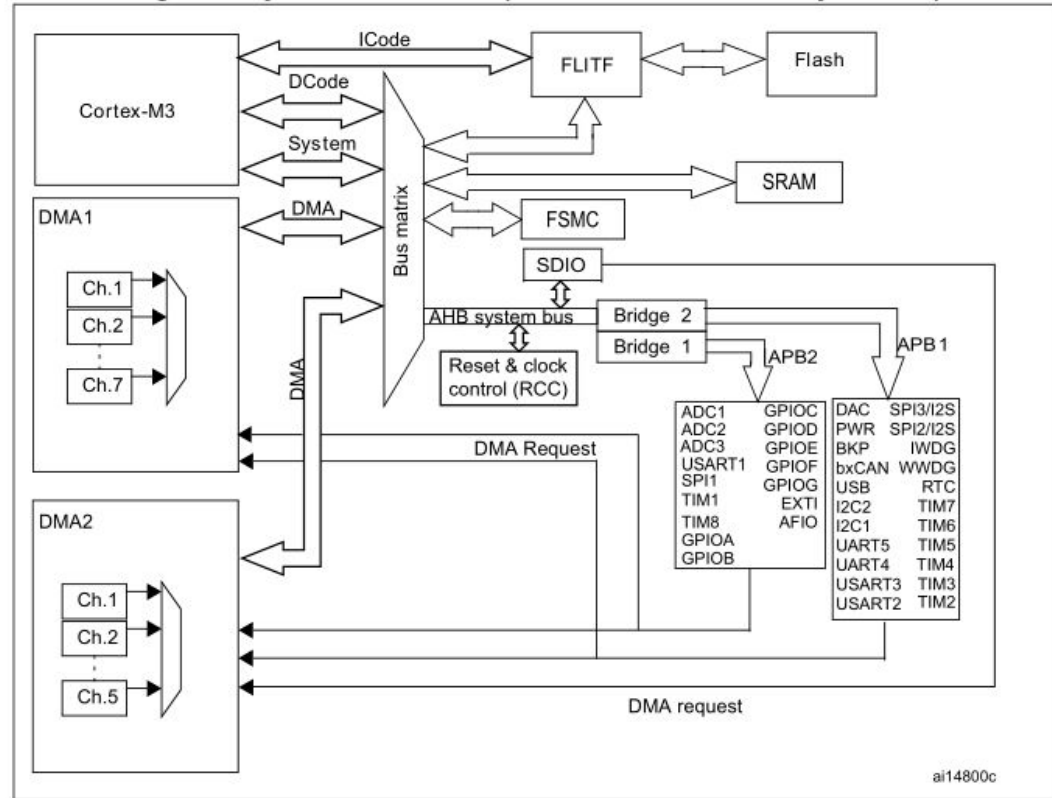 ICode
FLITF
Flash
Cortex-M3
DCode
System
DMA
Bus matrix
SRAM
FSMC
SDIO
DMA1
Ch.1
Ch.2
Ch.7
DMA
AHB system bus
Bridge 2
Bridge 1
APB2
APB1
Reset & clock
control (RCC)
DMA Request
ADC1 GPIOC
ADC2 GPIOD
ADC3 GPIOE
USART1 GPIOF
SPI1 GPIOG
TIM1 EXTI
TIM8 AFIO
GPIOA
GPIOB
DAC SPI3/I2S
PWR SPI2/I2S
BKP IWDG
bxCAN WWDG
USB RTC
I2C2 TIM7
I2C1 TIM6
UART5 TIM5
UART4 TIM4
USART3 TIM3
USART2 TIM2
DMA2
Ch.1
Ch.2
Ch.5
DMA request
ai14800c